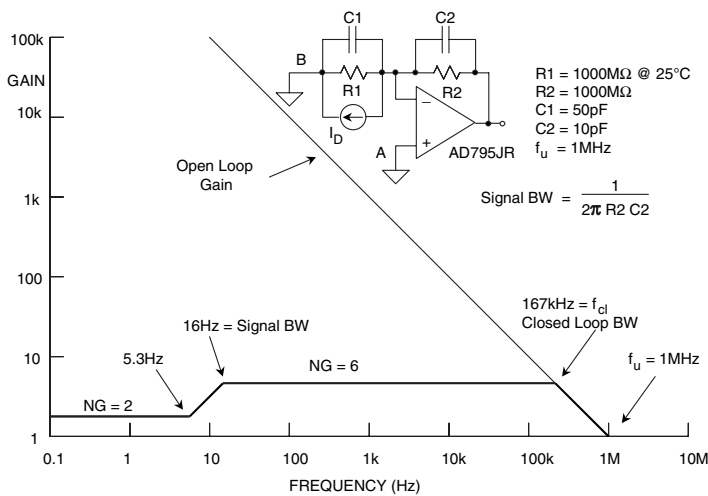 100k
GAIN
10k
1k
100
10
1
0.1
1
10
100
1k
10k
100k
1M
10M
FREQUENCY (Hz)
C1
C2
B
R1
R2
I_D
−
+
A
AD795JR
R1 = 1000MΩ @ 25°C
R2 = 1000MΩ
C1 = 50pF
C2 = 10pF
f_u = 1MHz
Signal BW = 1 / 2π R2 C2
Open Loop
Gain
167kHz = f_cl
Closed Loop BW
16Hz = Signal BW
5.3Hz
NG = 6
f_u = 1MHz
NG = 2